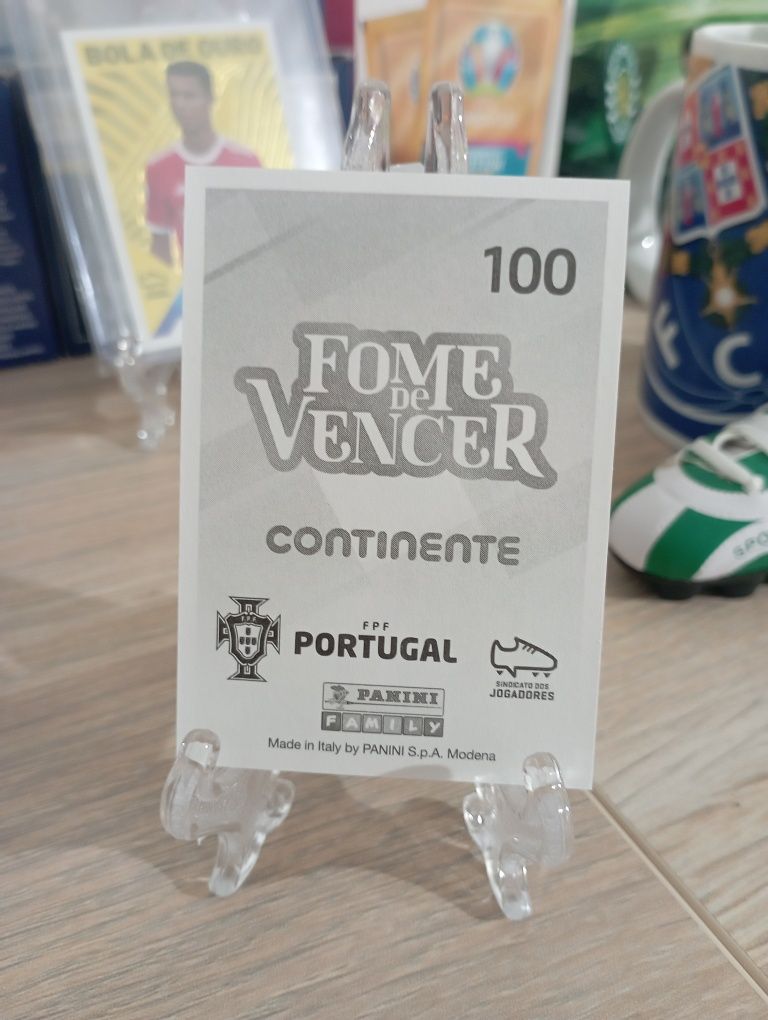 BOLA DE OURO
100
FOME
DE
VENCER
CONTINENTE
F.P.F.
FPF
PORTUGAL
SINDICATO DOS
JOGADORES
PANINI
FAMILY
Made in Italy by PANINI S.p.A. Modena
F C
SPO